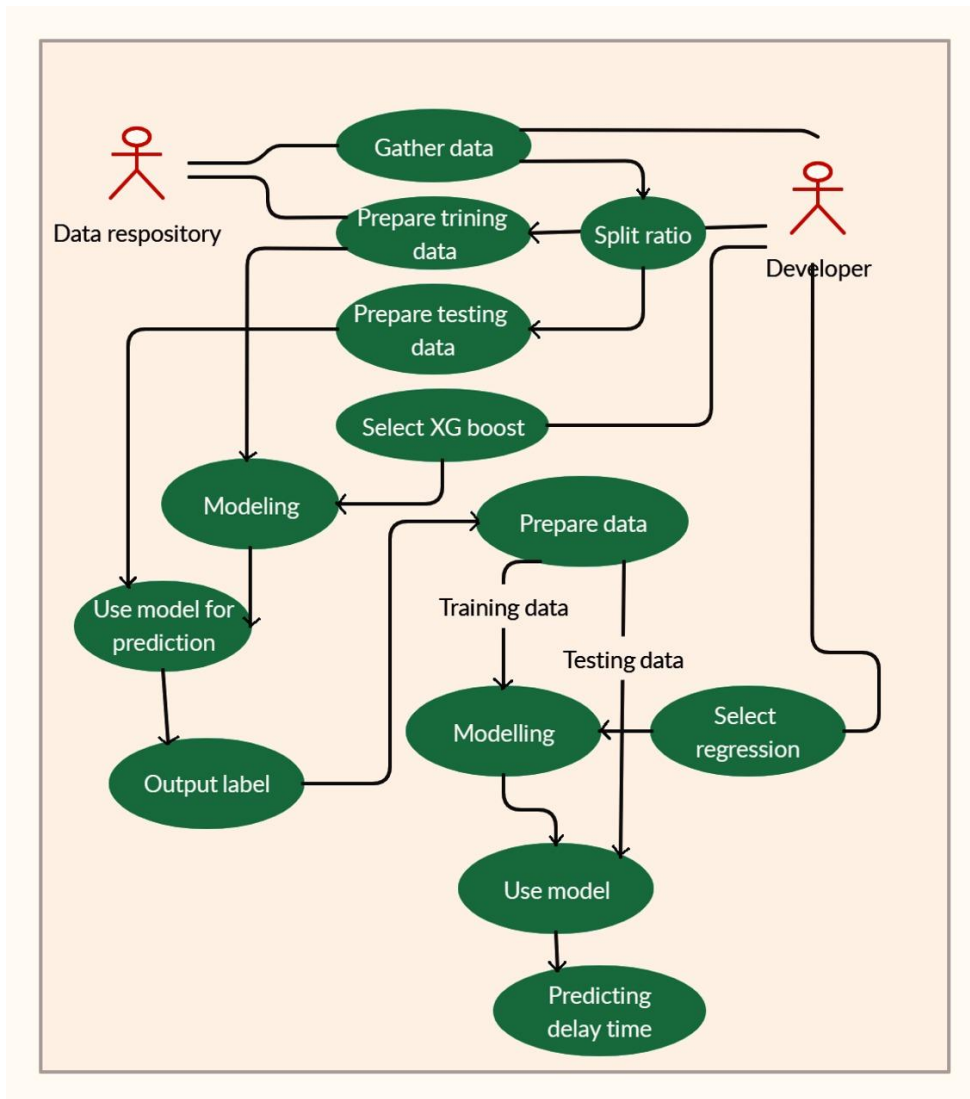 Gather data
Data respository
Prepare trining
data
Split ratio
Developer
Prepare testing
data
Select XG boost
Modeling
Prepare data
Use model for
prediction
Training data
Testing data
Modelling
Select
regression
Output label
Use model
Predicting
delay time